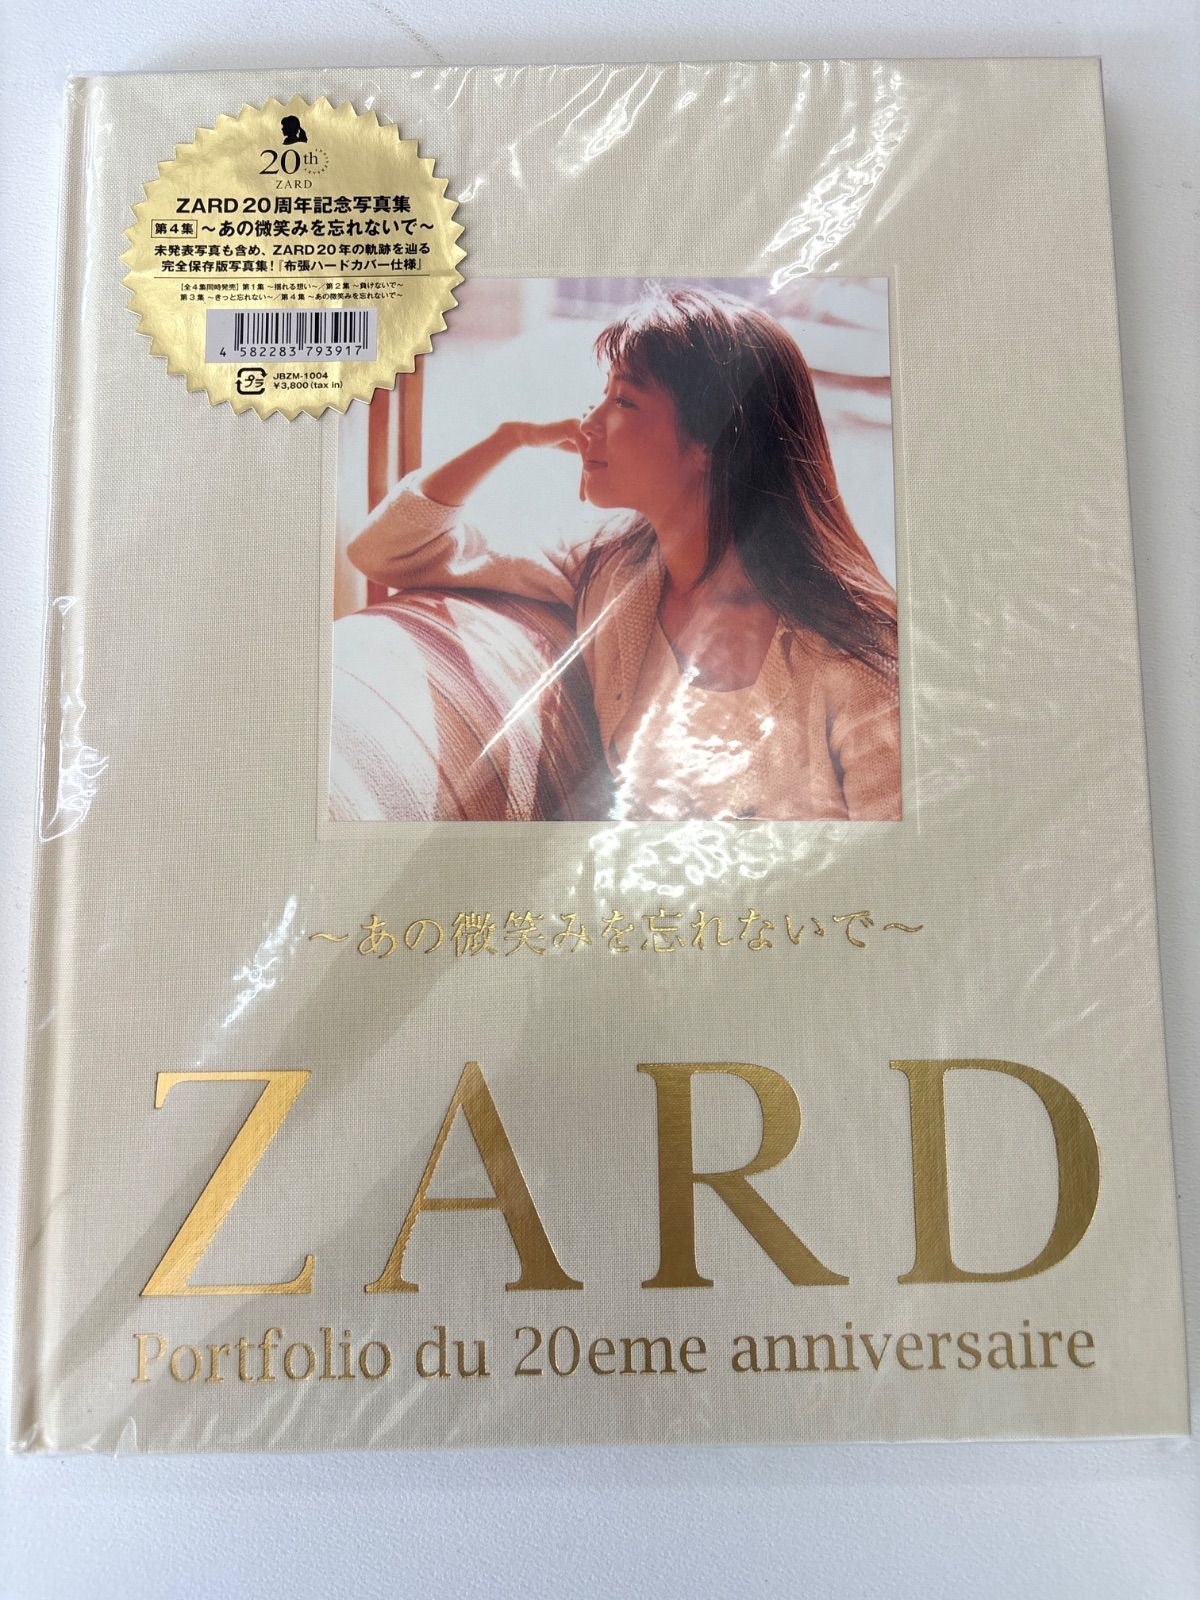 20th
ZARD
ZARD 20周年記念写真集
第4集 ～あの微笑みを忘れないで～
未発表写真も含め、ZARD20年の軌跡を辿る
完全保存版写真集!『布張ハードカバー仕様』
[全4集同時発売] 第1集 ～揺れる想い～／第2集 ～負けないで～
第3集 ～きっと忘れない～／第4集 ～あの微笑みを忘れないで～
4 582283 793917
プラ
JBZM-1004
¥3,800(tax in)
～あの微笑みを忘れないで～
ZARD
Portfolio du 20eme anniversaire